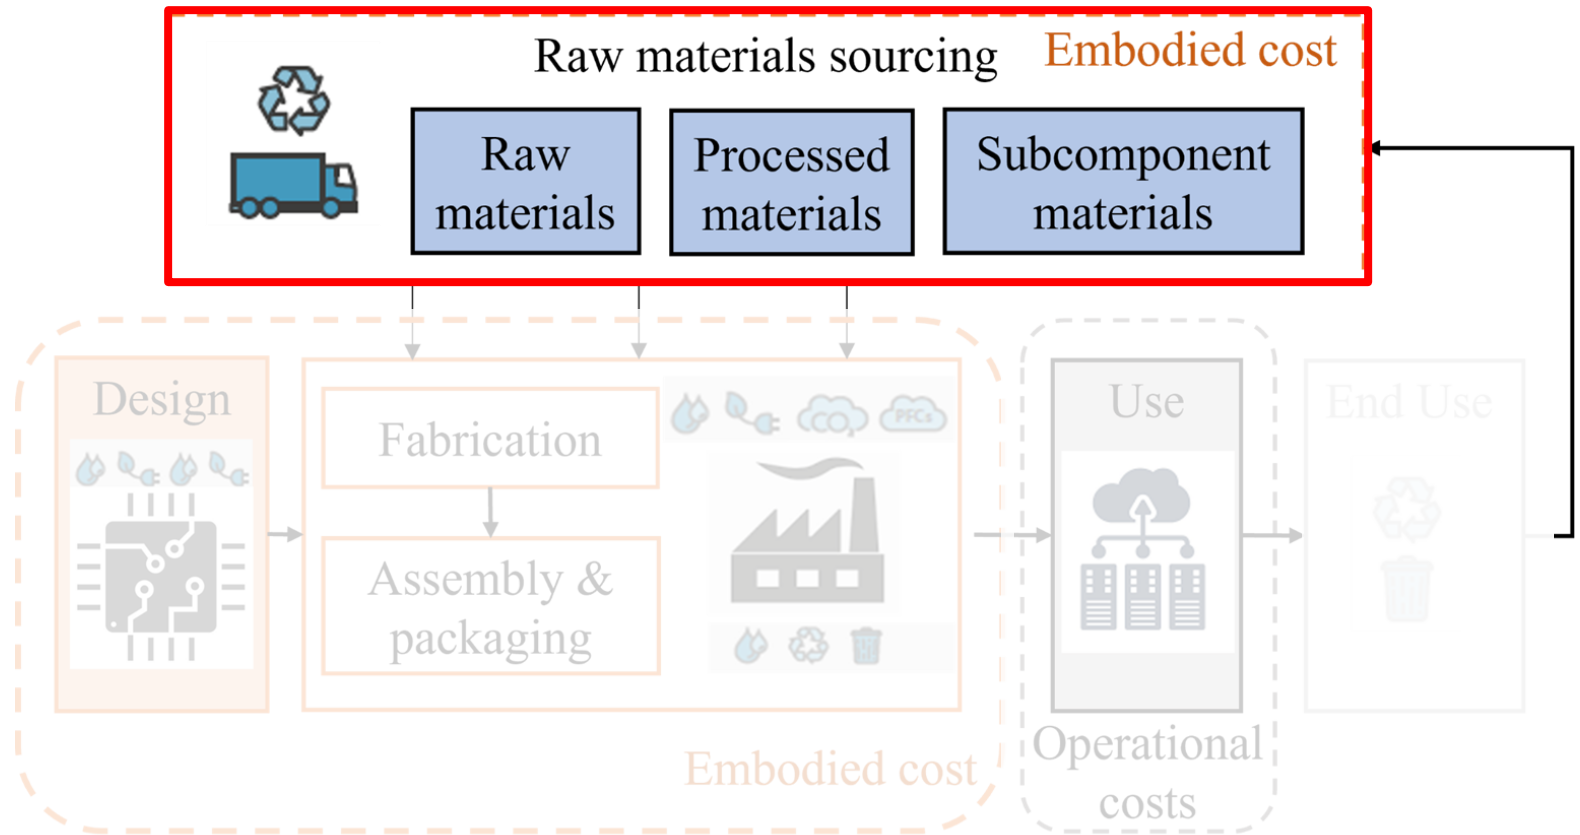 Raw materials sourcing
Embodied cost
Raw
materials
Processed
materials
Subcomponent
materials
Design
Fabrication
Assembly &
packaging
CO2
PFCs
Embodied cost
Use
Operational
costs
End Use